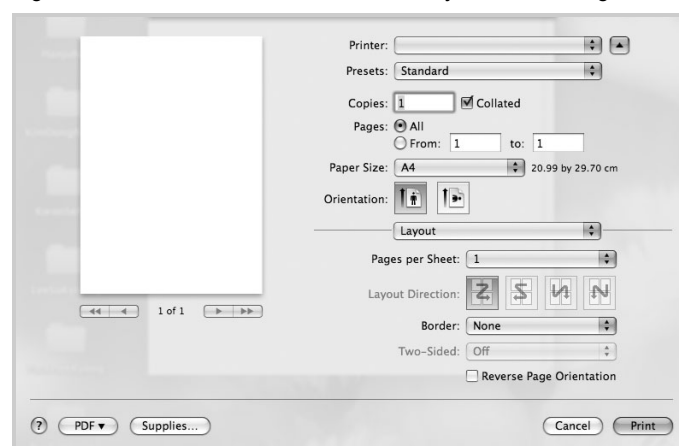 Printer:
Presets: Standard
Copies: 1 Collated
Pages: All
From: 1 to: 1
Paper Size: A4 20.99 by 29.70 cm
Orientation:
Layout
Pages per Sheet: 1
Layout Direction:
1 of 1
Border: None
Two-Sided: Off
Reverse Page Orientation
? PDF Supplies... Cancel Print